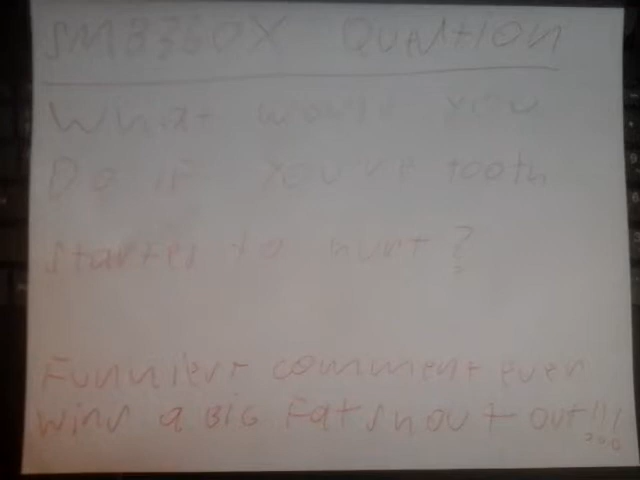 SMB360X QUESTION
What would you
Do if your tooth
started to hurt?
Funniest comment ever
wins a BIG Fat shout out!!!